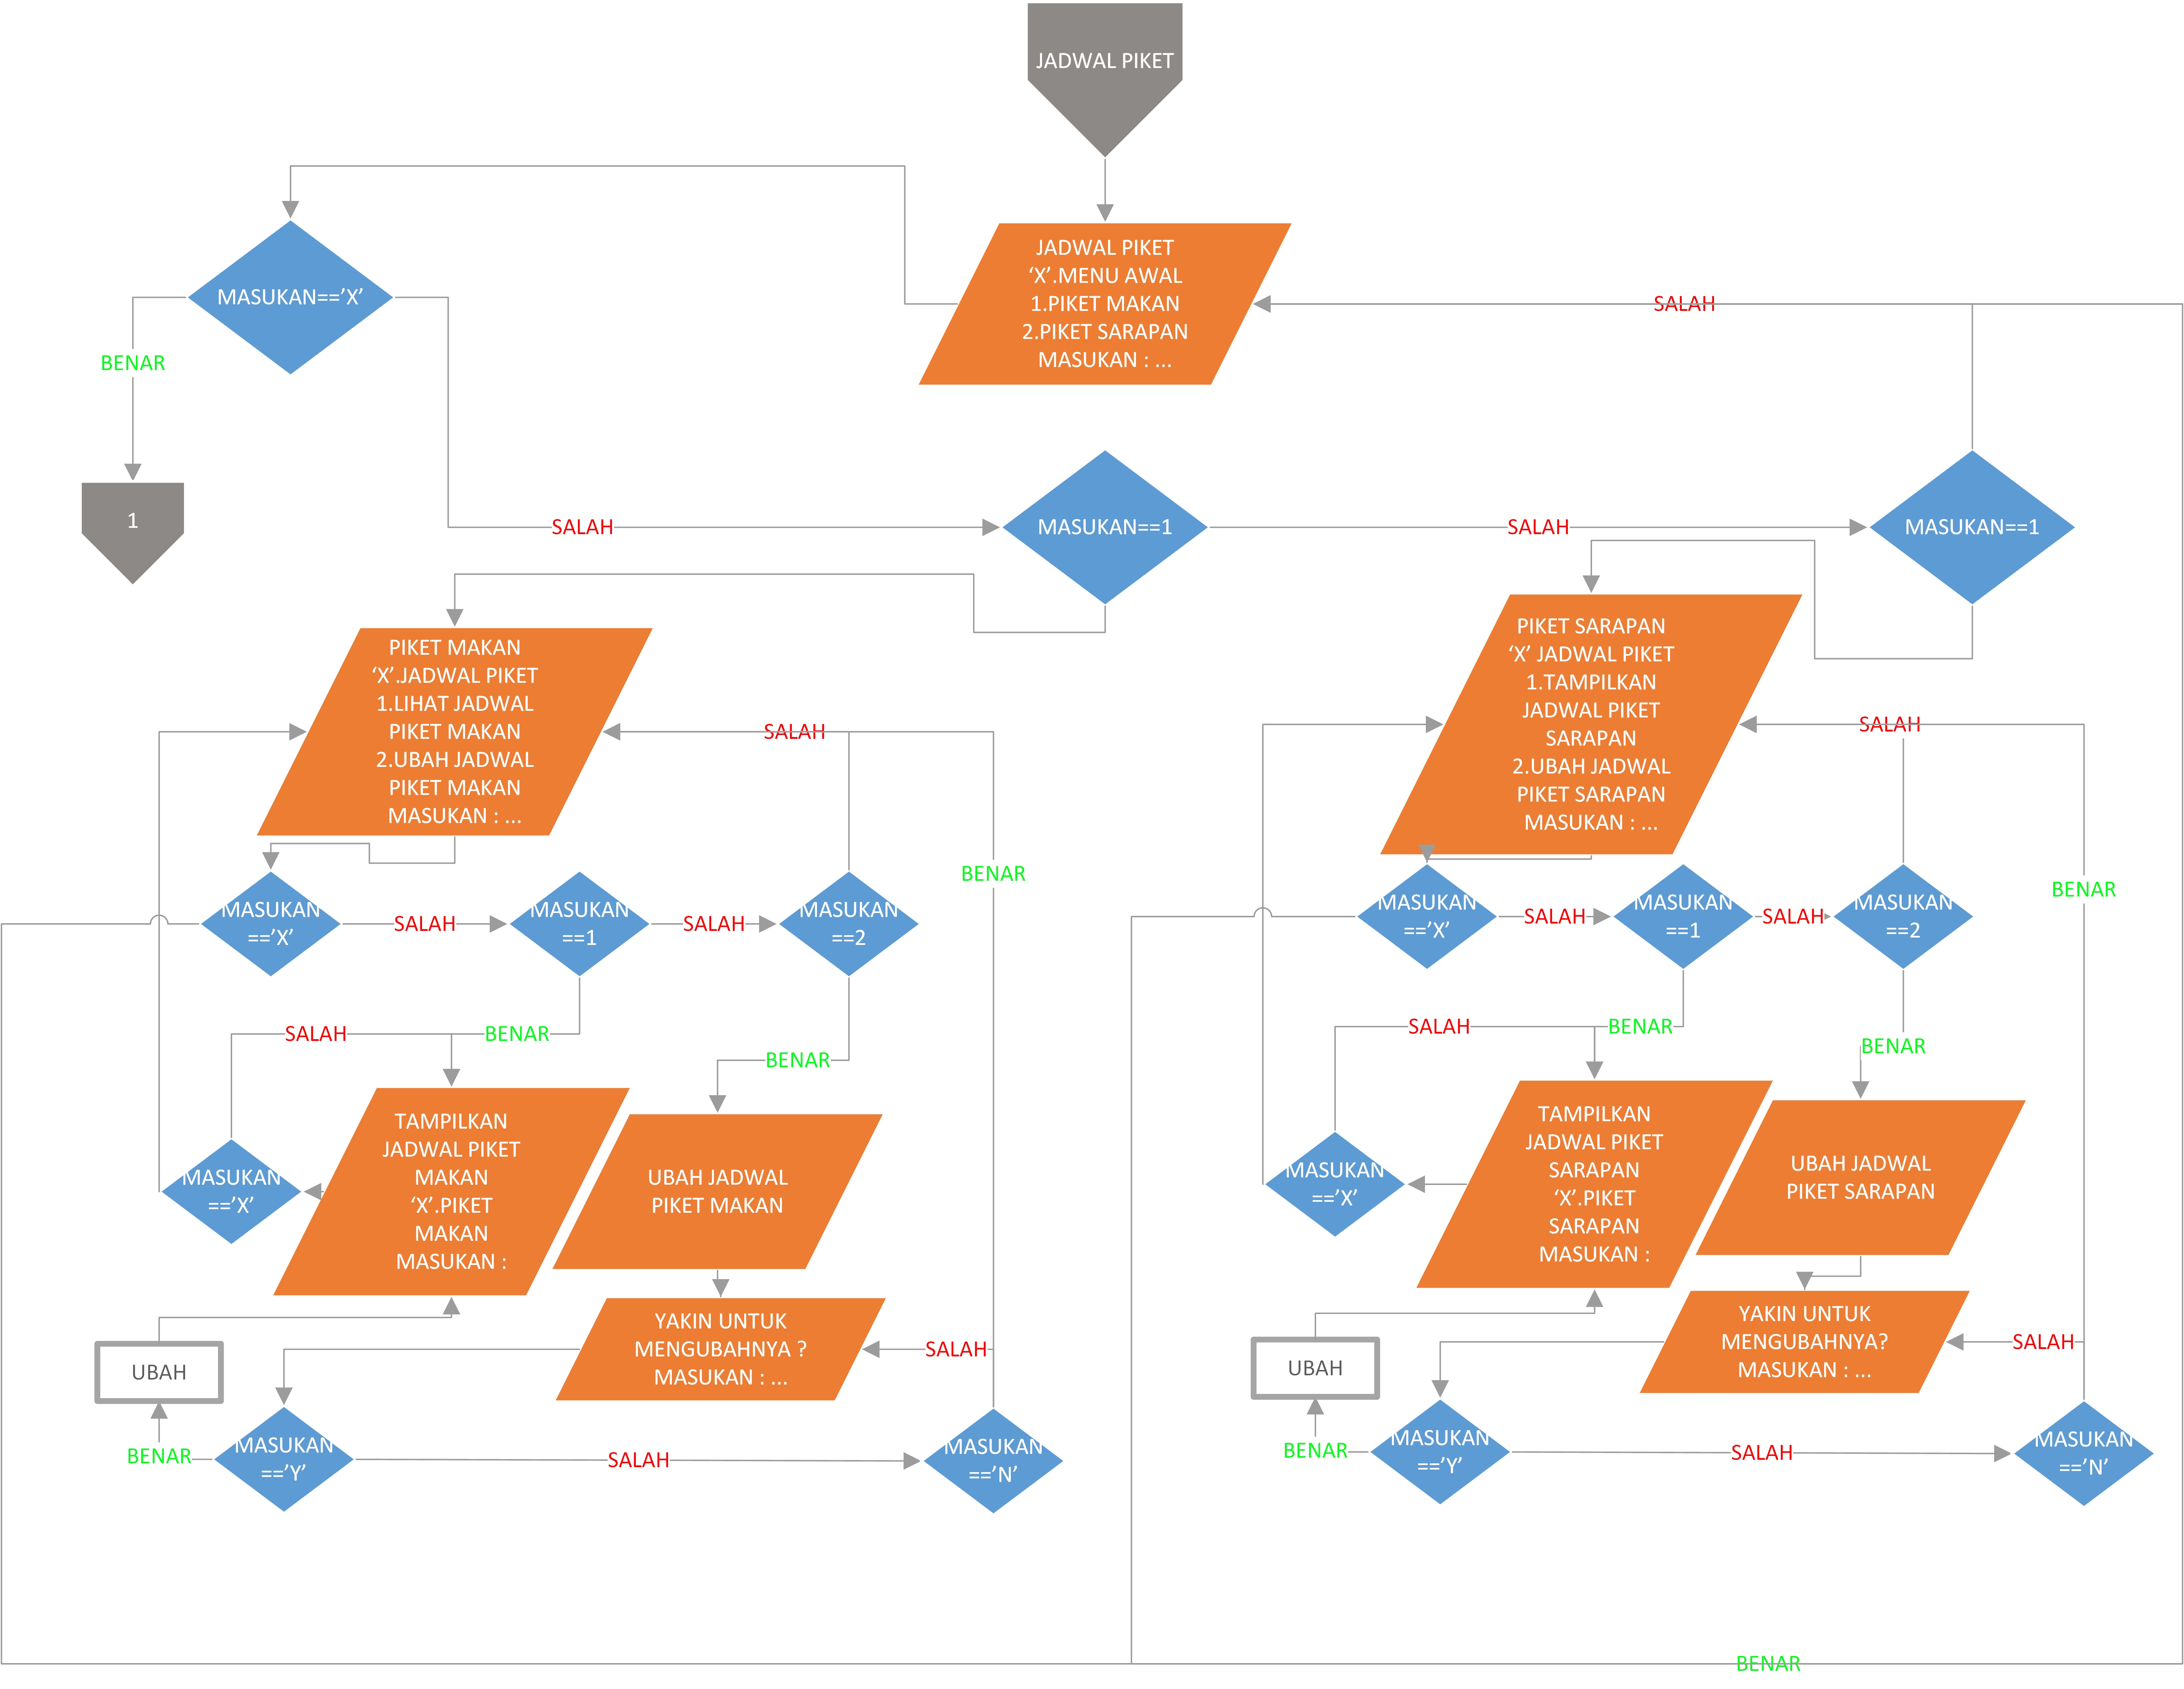 JADWAL PIKET
JADWAL PIKET
‘X’.MENU AWAL
1.PIKET MAKAN
2.PIKET SARAPAN
MASUKAN : ...
MASUKAN==’X’
SALAH
BENAR
1
SALAH
MASUKAN==1
SALAH
MASUKAN==1
PIKET MAKAN
‘X’.JADWAL PIKET
1.LIHAT JADWAL
PIKET MAKAN
2.UBAH JADWAL
PIKET MAKAN
MASUKAN : ...
SALAH
BENAR
MASUKAN
==’X’
SALAH
MASUKAN
==1
SALAH
MASUKAN
==2
SALAH
BENAR
BENAR
TAMPILKAN
JADWAL PIKET
MAKAN
‘X’.PIKET
MAKAN
MASUKAN :
MASUKAN
==’X’
UBAH JADWAL
PIKET MAKAN
YAKIN UNTUK
MENGUBAHNYA ?
MASUKAN : ...
SALAH
UBAH
BENAR
MASUKAN
==’Y’
SALAH
MASUKAN
==’N’
PIKET SARAPAN
‘X’ JADWAL PIKET
1.TAMPILKAN
JADWAL PIKET
SARAPAN
2.UBAH JADWAL
PIKET SARAPAN
MASUKAN : ...
SALAH
BENAR
MASUKAN
==’X’
SALAH
MASUKAN
==1
SALAH
MASUKAN
==2
SALAH
BENAR
BENAR
TAMPILKAN
JADWAL PIKET
SARAPAN
‘X’.PIKET
SARAPAN
MASUKAN :
MASUKAN
==’X’
UBAH JADWAL
PIKET SARAPAN
YAKIN UNTUK
MENGUBAHNYA?
MASUKAN : ...
SALAH
UBAH
BENAR
MASUKAN
==’Y’
SALAH
MASUKAN
==’N’
BENAR